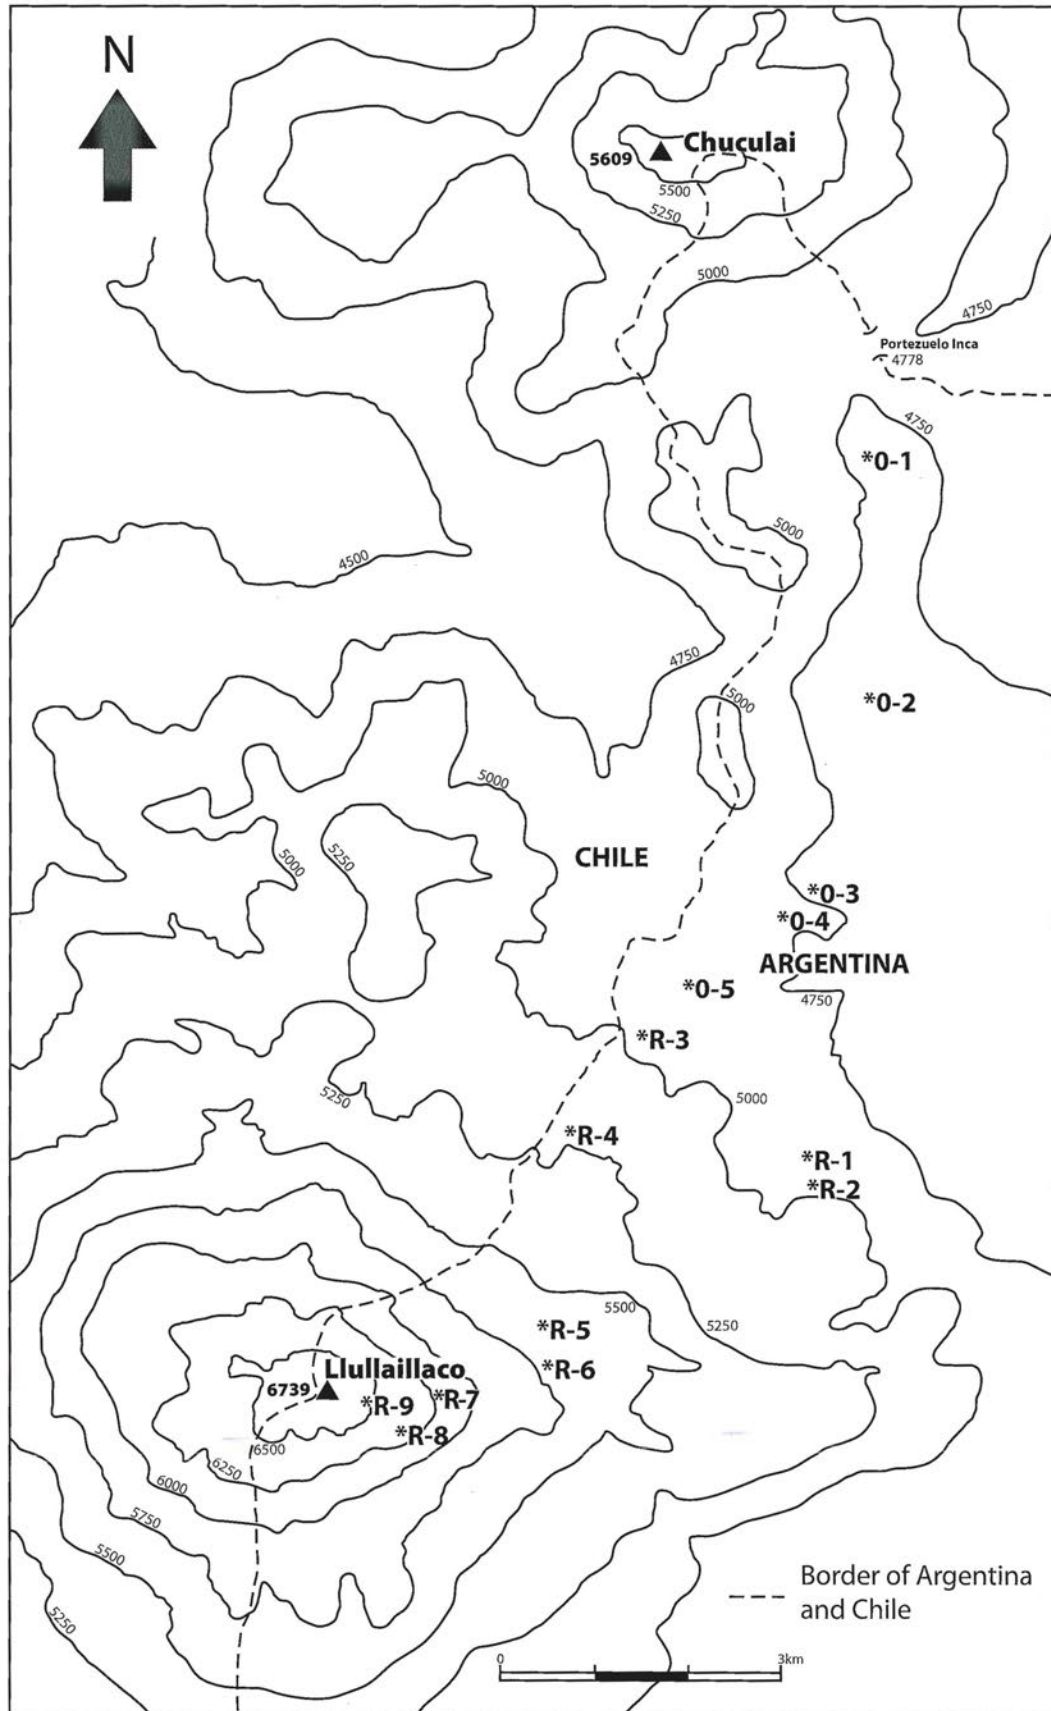 N
Chuculai
5609
5500
5250
5000
4750
Portezuelo Inca
4778
4750
*0-1
5000
4500
4750
5000
*0-2
5000
CHILE
5250
5000
*0-3
*0-4
ARGENTINA
*0-5
4750
*R-3
5000
5250
*R-4
*R-1
*R-2
5500
5250
*R-5
*R-6
Llullaillaco
6739
*R-9
*R-7
*R-8
6500
6250
6000
5750
5500
5250
Border of Argentina
and Chile
0
3km